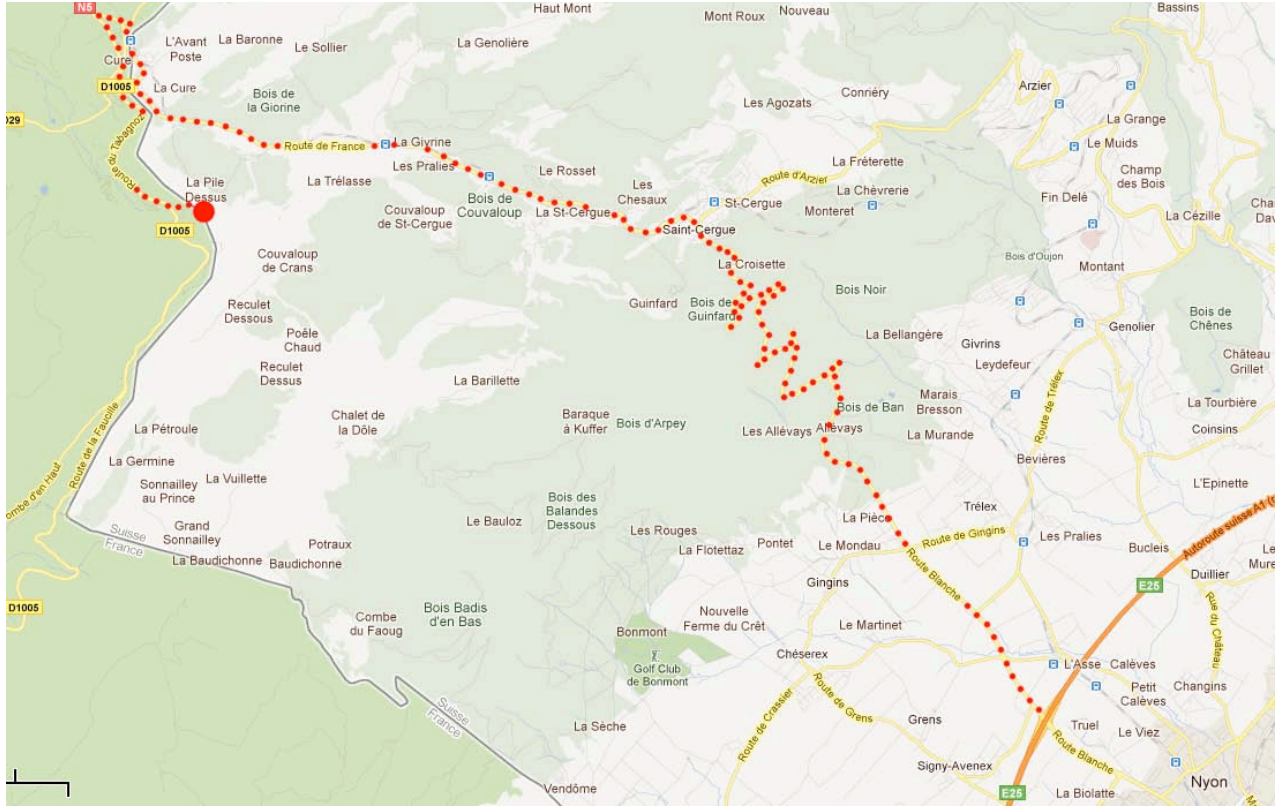 N5
Haut Mont
Mont Roux
Nouveau
Bassins
L'Avant
Poste
La Baronne
Le Sollier
La Genolière
Cure
D1005
La Cure
Bois de
la Gionne
Les Agozats
Conriéry
Arzier
D29
Route de France
La Givrine
Les Pralies
La Trélasse
Le Rosset
La Grange
Le Muids
La Fréterette
Route d'Arzier
Champ
des Bois
Route du Tabagnoz
La Pile
Dessus
Bois de
Couvaloup
Couvaloup
de St-Cergue
La St-Cergue
Les
Chesaux
St-Cergue
La Chèvrerie
Monteret
Fin Delé
La Cézille
D1005
Saint-Cergue
Couvaloup
de Crans
La Croisette
Bois d'Oujon
Montant
Bois Noir
Reculet
Dessous
Guinfard
Bois de
Guinfard
Genolier
Bois de
Chênes
Poêle
Chaud
La Bellangère
Givrins
Leydefeur
Château
Grillet
Reculet
Dessus
La Barillette
Marais
Bresson
Route de Trélex
La Tourbière
Chalet de
la Dôle
Baraque
à Kuffer
Bois d'Arpey
Bois de Ban
Les Allévays
Allévays
La Murande
Coinsins
La Pétroule
Route de la Faucille
La Germine
Sonnailley
au Prince
La Vuillette
Bevières
L'Epinette
Combe d'en Haut
Bois des
Balandes
Dessous
Grand
Sonnailley
Le Bauloz
Les Rouges
La Pièce
Trélex
Suisse
France
La Baudichonne
Potraux
Baudichonne
La Flotettaz
Pontet
Le Mondau
Route de Gingins
Les Pralies
Bucleis
Autoroute suisse A1
Duillier
Gingins
Route Blanche
E25
D1005
Combe
du Faoug
Bois Badis
d'en Bas
Nouvelle
Ferme du Crêt
Le Martinet
Rue du Château
Bonmont
Chéserex
Golf Club
de Bonmont
L'Asse
Calèves
Petit
Calèves
Changins
Suisse
France
La Sèche
Route de Crassier
Route de Grens
Grens
Truel
Le Viez
Route Blanche
Signy-Avenex
Vendôme
E25
La Biolatte
Nyon